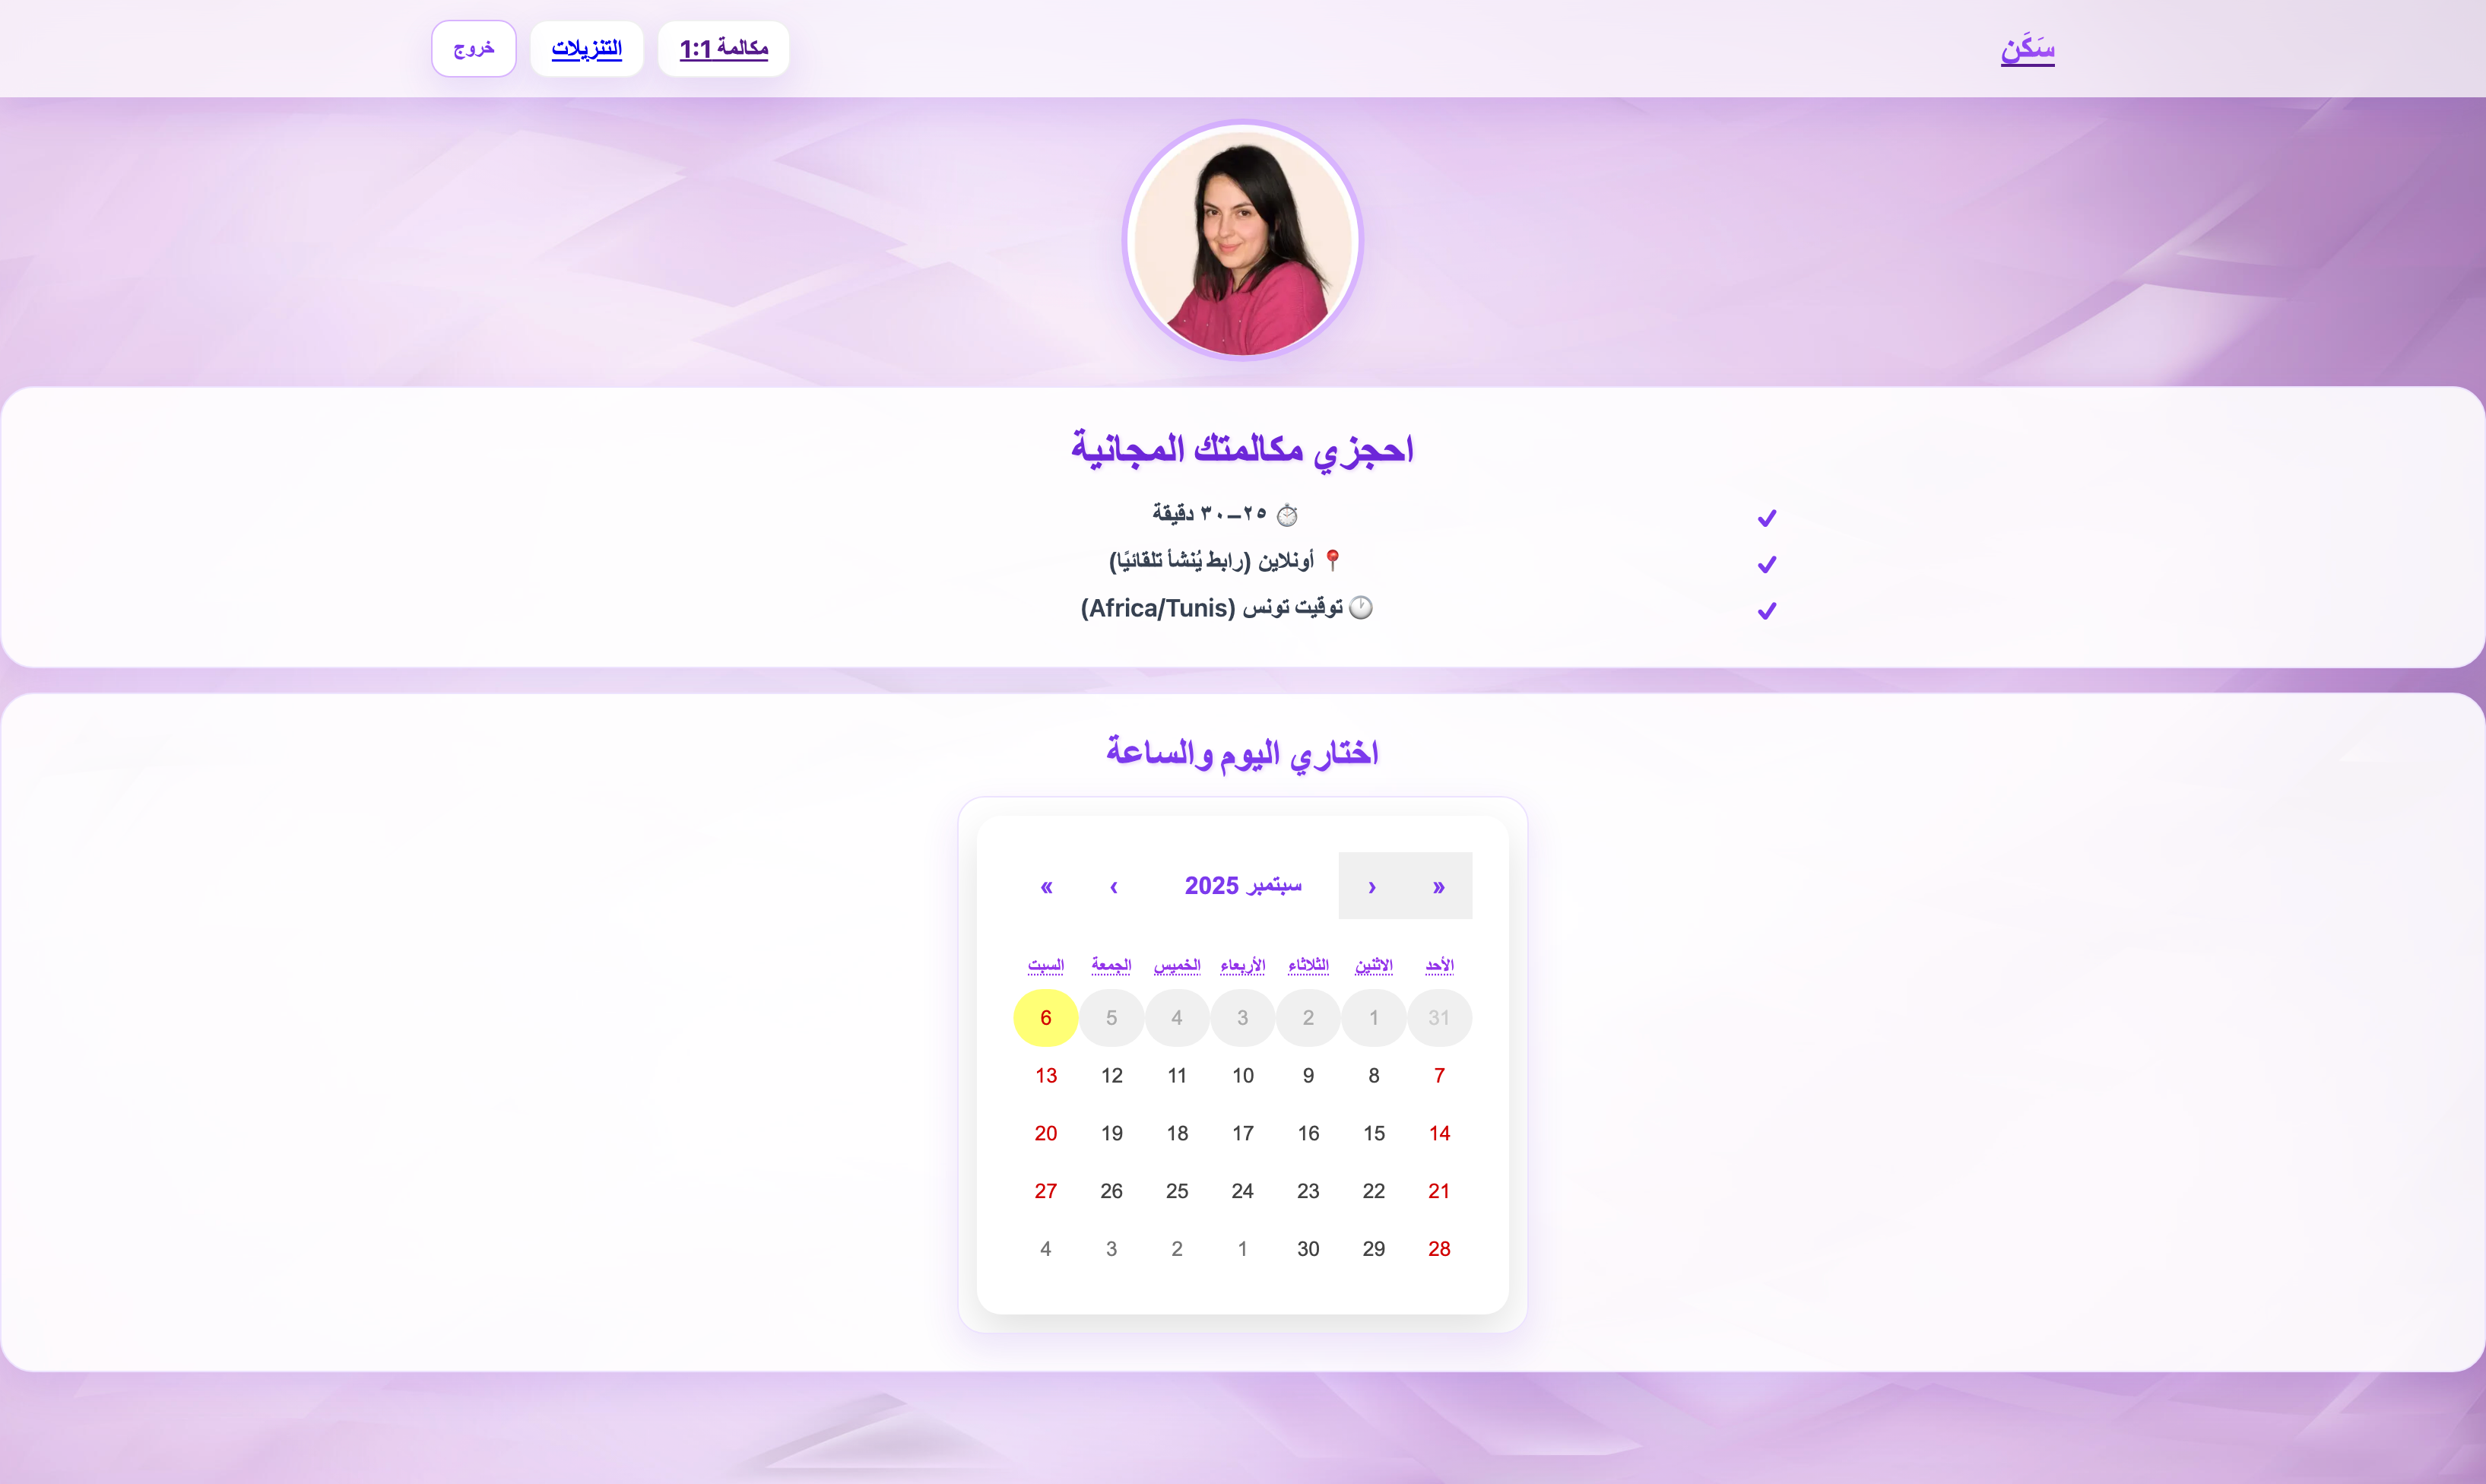 سَكَن
مكالمة 1:1
التنزيلات
خروج
احجزي مكالمتك المجانية
✔ ⏱ ٢٥–٣٠ دقيقة
✔ 📍 أونلاين (رابط يُنشأ تلقائيًا)
✔ 🕐 توقيت تونس (Africa/Tunis)
اختاري اليوم والساعة
« ‹ سبتمبر 2025 › »
الأحد الاثنين الثلاثاء الأربعاء الخميس الجمعة السبت
31 1 2 3 4 5 6
7 8 9 10 11 12 13
14 15 16 17 18 19 20
21 22 23 24 25 26 27
28 29 30 1 2 3 4